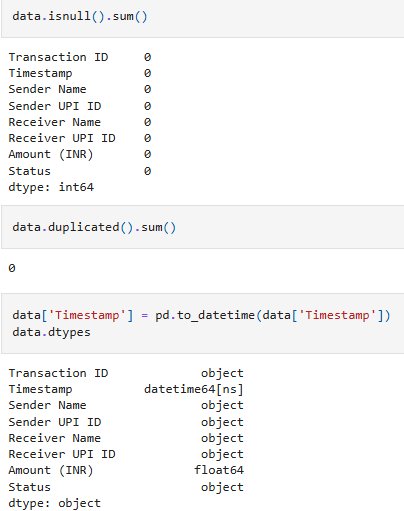 data.isnull().sum()
Transaction ID 0
Timestamp 0
Sender Name 0
Sender UPI ID 0
Receiver Name 0
Receiver UPI ID 0
Amount (INR) 0
Status 0
dtype: int64
data.duplicated().sum()
0
data['Timestamp'] = pd.to_datetime(data['Timestamp'])
data.dtypes
Transaction ID object
Timestamp datetime64[ns]
Sender Name object
Sender UPI ID object
Receiver Name object
Receiver UPI ID object
Amount (INR) float64
Status object
dtype: object